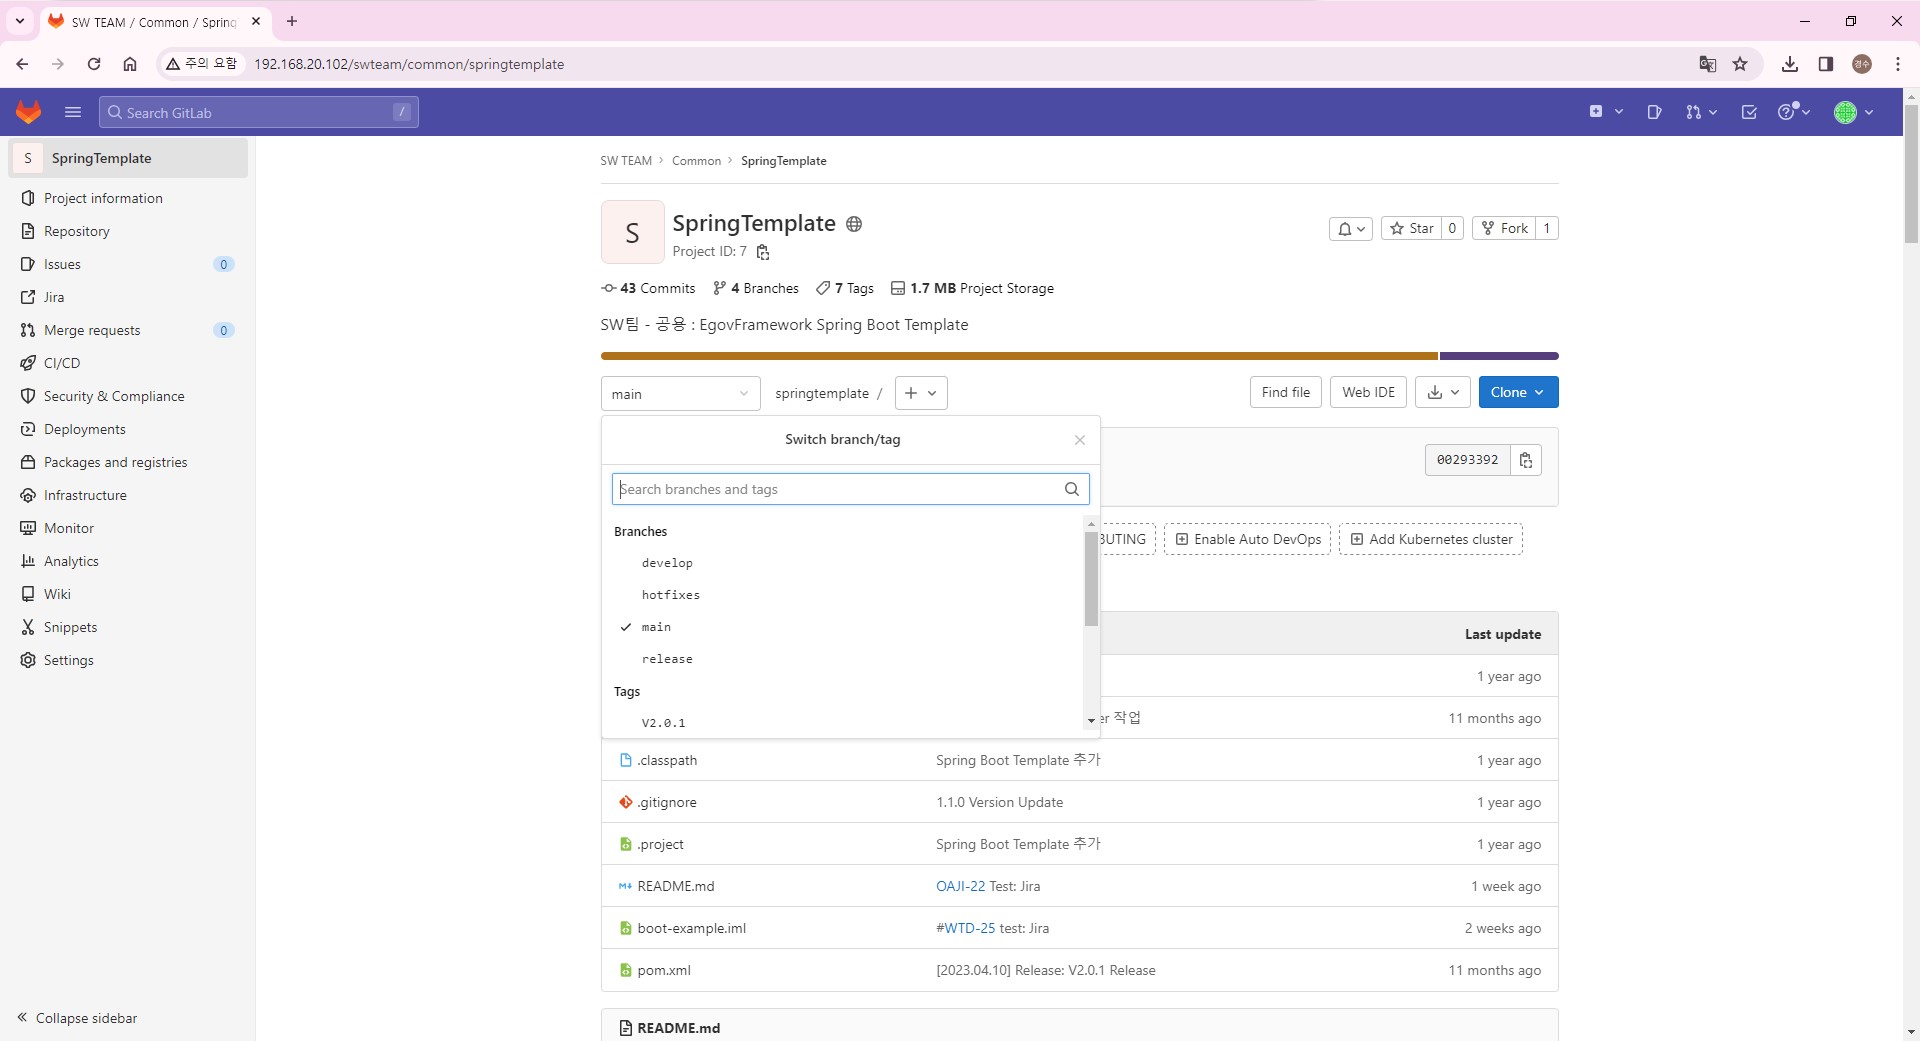 SW TEAM / Common / Spring
주의 요함
192.168.20.102/swteam/common/springtemplate
경수
Search GitLab
/
S
SpringTemplate
Project information
Repository
Issues
0
Jira
Merge requests
0
CI/CD
Security & Compliance
Deployments
Packages and registries
Infrastructure
Monitor
Analytics
Wiki
Snippets
Settings
Collapse sidebar
SW TEAM > Common > SpringTemplate
S
SpringTemplate
Project ID: 7
Star 0
Fork 1
43 Commits
4 Branches
7 Tags
1.7 MB Project Storage
SW팀 - 공용 : EgovFramework Spring Boot Template
main
springtemplate /
Find file
Web IDE
Clone
Switch branch/tag
Search branches and tags
Branches
develop
hotfixes
main
release
Tags
V2.0.1
00293392
BUTING
Enable Auto DevOps
Add Kubernetes cluster
Last update
1 year ago
er 작업 11 months ago
.classpath Spring Boot Template 추가 1 year ago
.gitignore 1.1.0 Version Update 1 year ago
.project Spring Boot Template 추가 1 year ago
README.md OAJI-22 Test: Jira 1 week ago
boot-example.iml #WTD-25 test: Jira 2 weeks ago
pom.xml [2023.04.10] Release: V2.0.1 Release 11 months ago
README.md